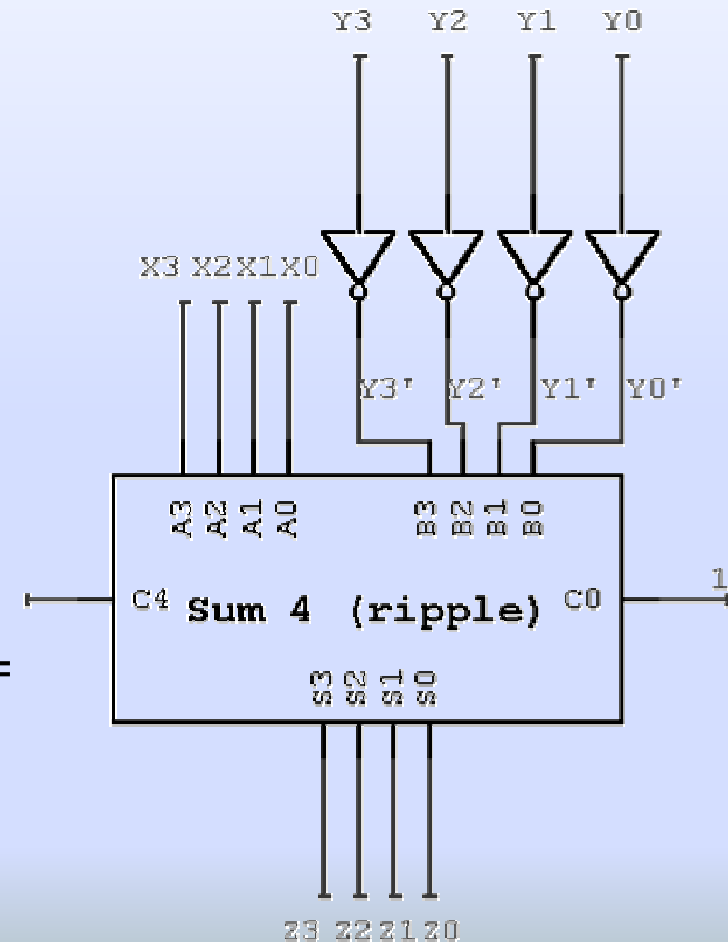 Y3 Y2 Y1 Y0
X3 X2 X1 X0
Y3' Y2' Y1' Y0'
A3 A2 A1 A0 B3 B2 B1 B0
1
C4 Sum 4 (ripple) C0
=
s3 s2 s1 s0
Z3 Z2 Z1 Z0